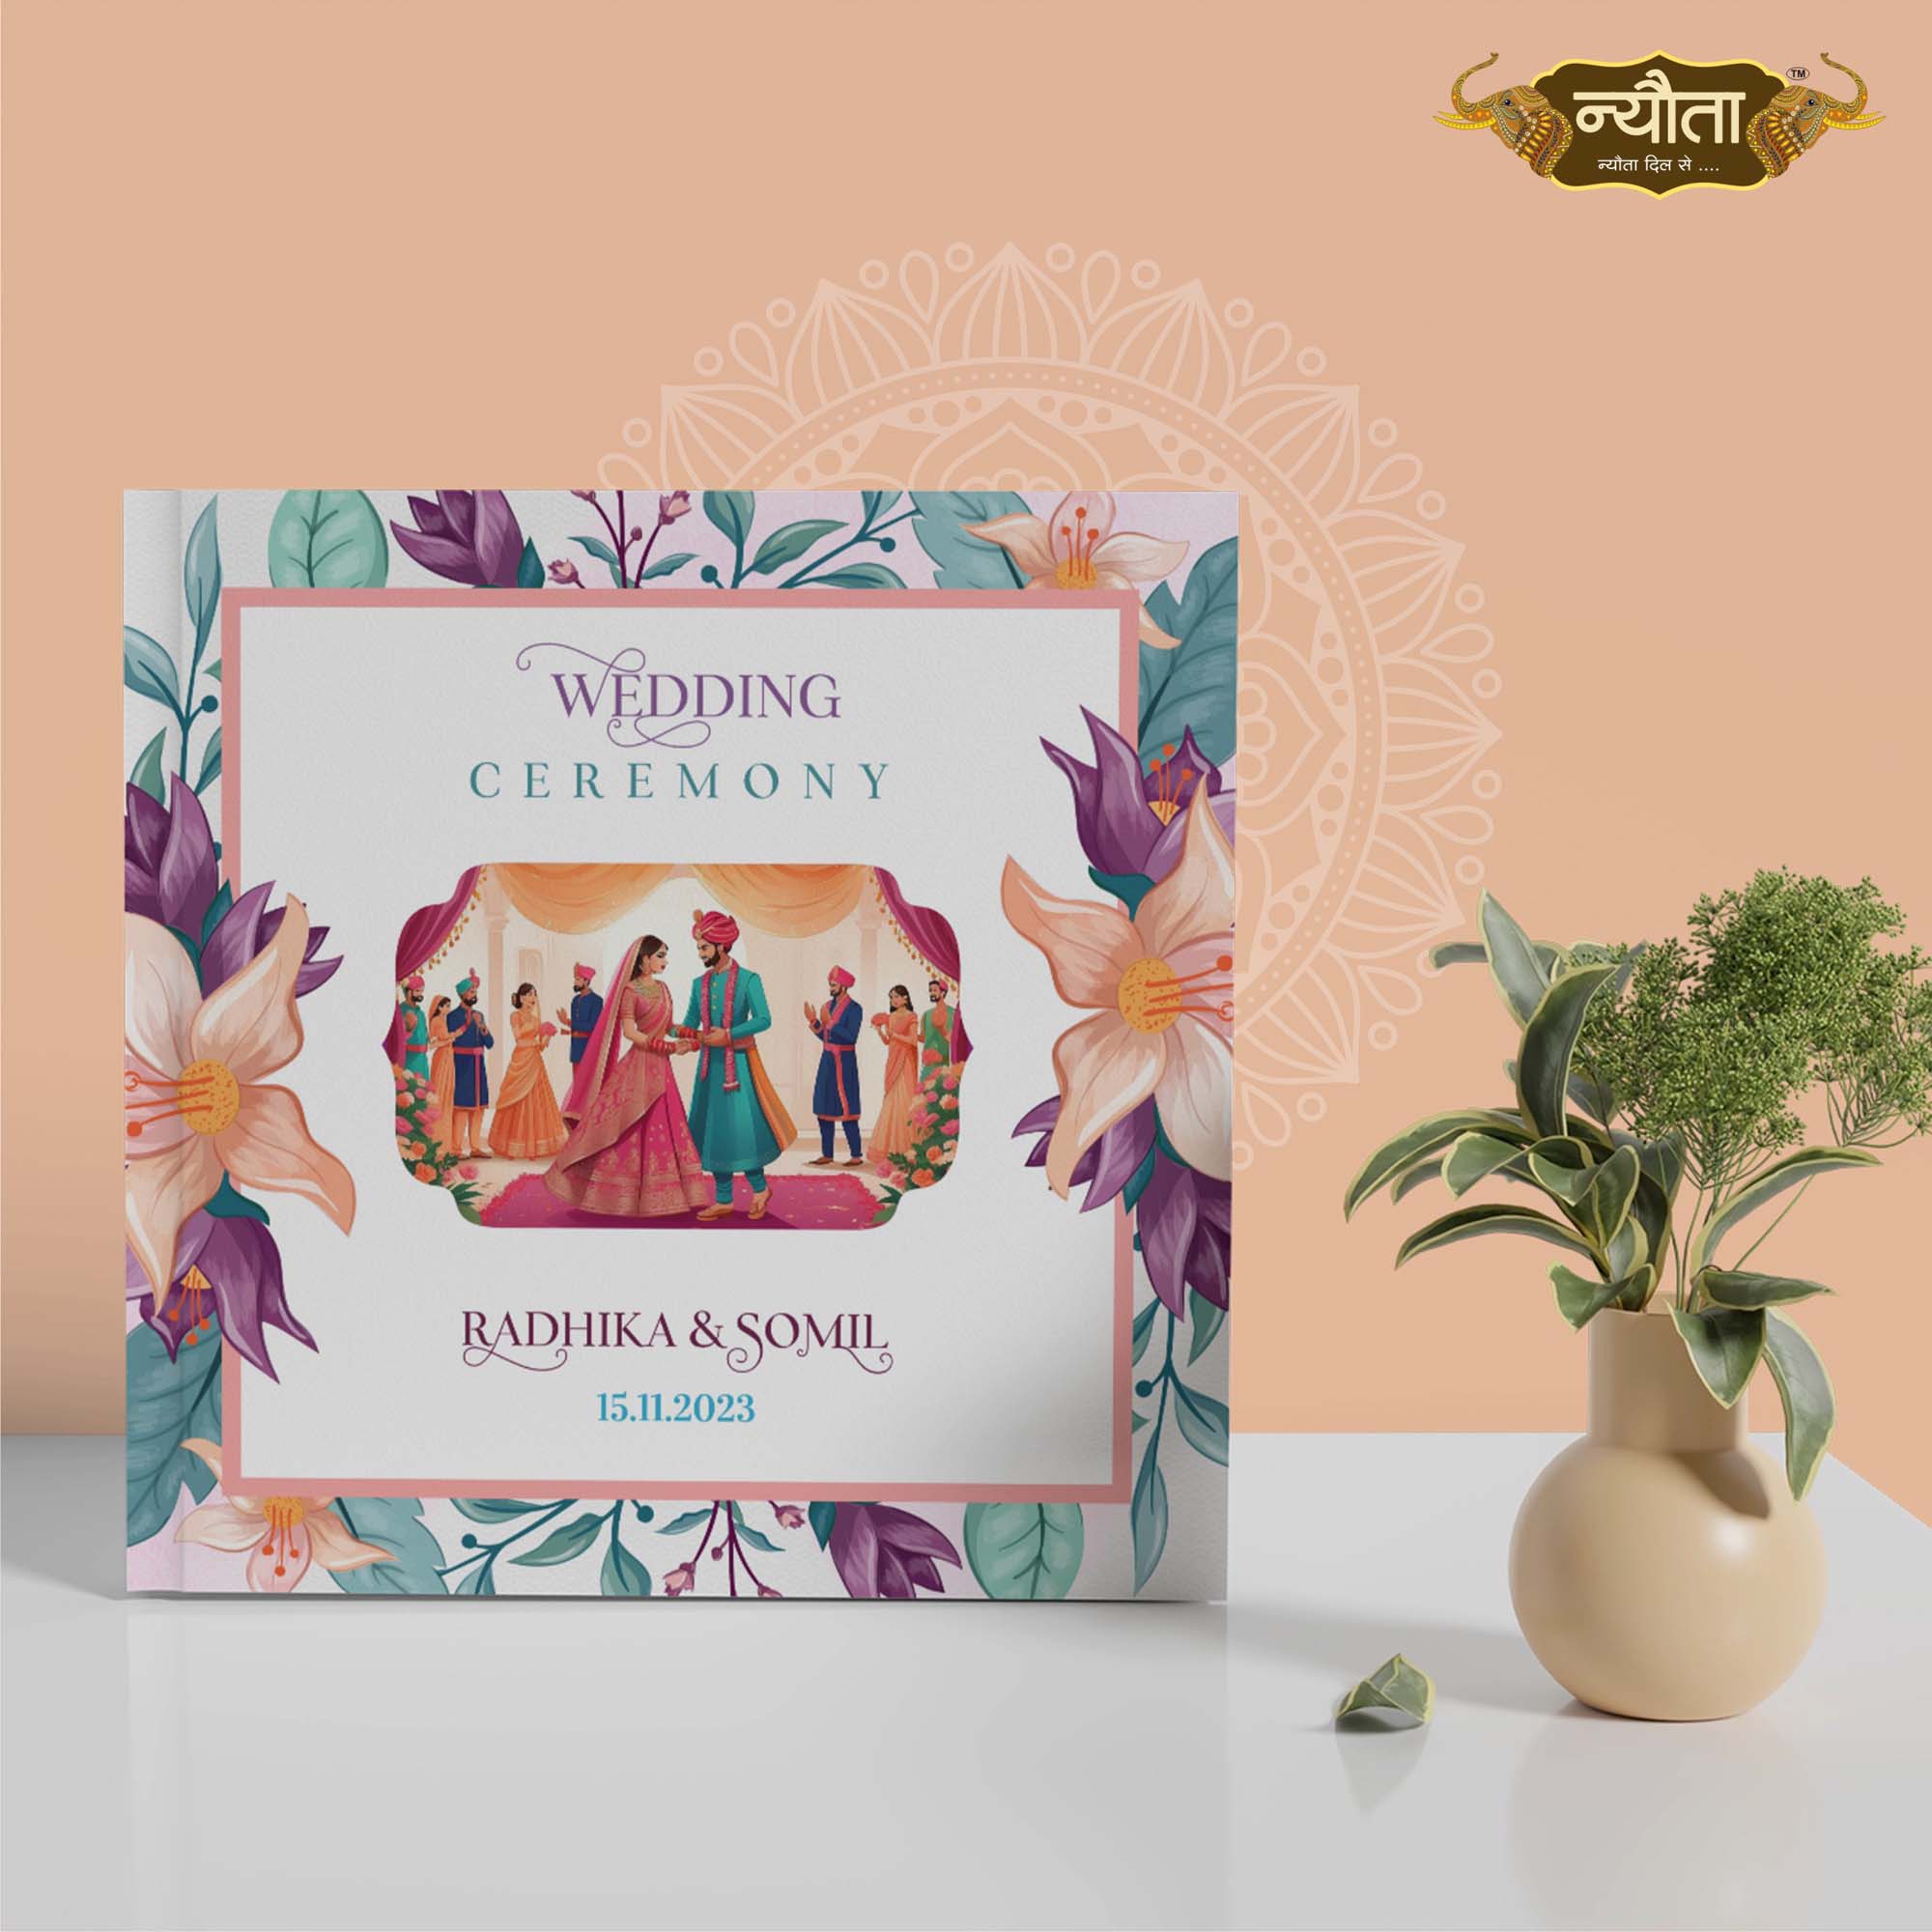 न्यौता
TM
न्यौता दिल से ....
WEDDING
CEREMONY
RADHIKA & SOMIL
15.11.2023